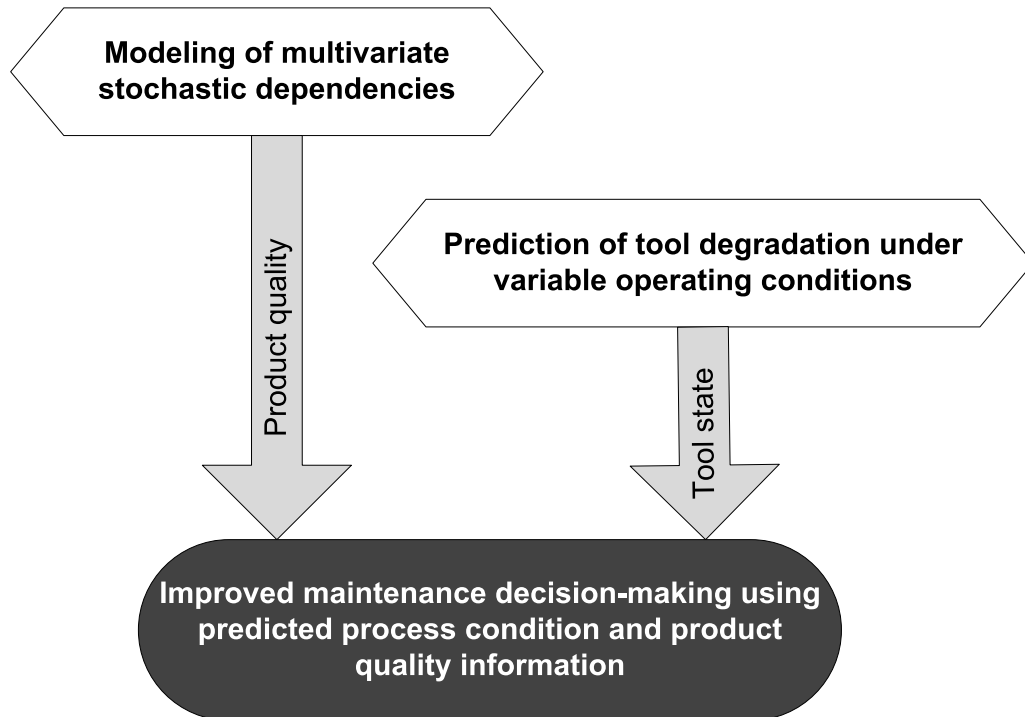 Modeling of multivariate
stochastic dependencies
Product quality
Prediction of tool degradation under
variable operating conditions
Tool state
Improved maintenance decision-making using
predicted process condition and product
quality information